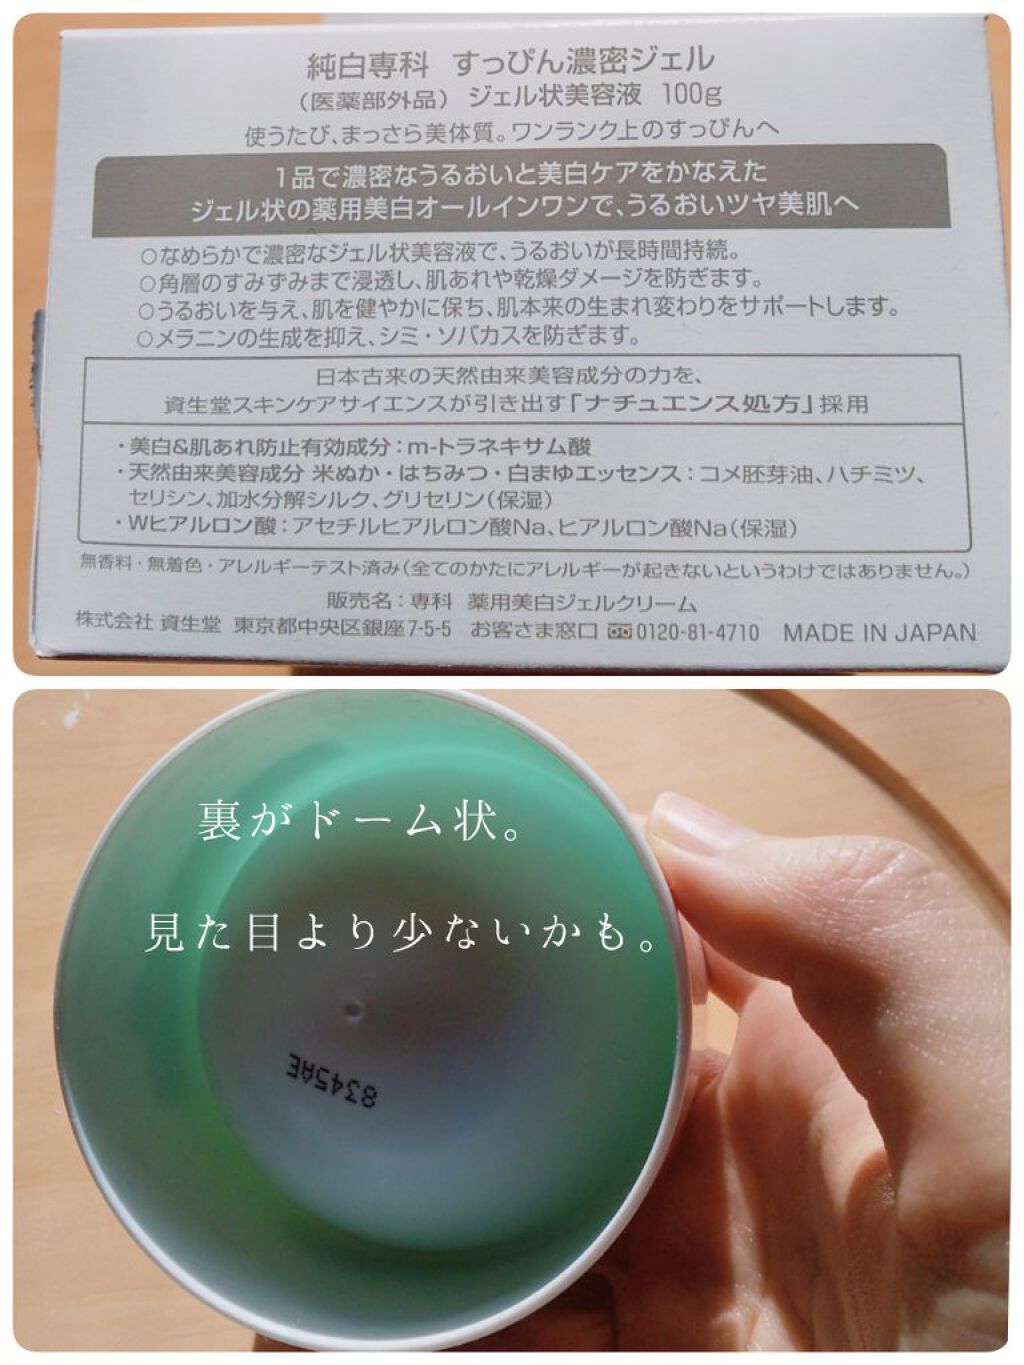 純白専科 すっぴん濃密ジェル
（医薬部外品） ジェル状美容液 100g
使うたび、まっさら美体質。ワンランク上のすっぴんへ
1品で濃密なうるおいと美白ケアをかなえた
ジェル状の薬用美白オールインワンで、うるおいツヤ美肌へ
○なめらかで濃密なジェル状美容液で、うるおいが長時間持続。
○角層のすみずみまで浸透し、肌あれや乾燥ダメージを防ぎます。
○うるおいを与え、肌を健やかに保ち、肌本来の生まれ変わりをサポートします。
○メラニンの生成を抑え、シミ・ソバカスを防ぎます。
日本古来の天然由来美容成分の力を、
資生堂スキンケアサイエンスが引き出す「ナチュエンス処方」採用
・美白&肌あれ防止有効成分：m-トラネキサム酸
・天然由来美容成分 米ぬか・はちみつ・白まゆエッセンス：コメ胚芽油、ハチミツ、
セリシン、加水分解シルク、グリセリン（保湿）
・Wヒアルロン酸：アセチルヒアルロン酸Na、ヒアルロン酸Na（保湿）
無香料・無着色・アレルギーテスト済み（全てのかたにアレルギーが起きないというわけではありません。）
販売名：専科 薬用美白ジェルクリーム
株式会社 資生堂 東京都中央区銀座7-5-5 お客さま窓口 0120-81-4710 MADE IN JAPAN
裏がドーム状。
見た目より少ないかも。
8345AE